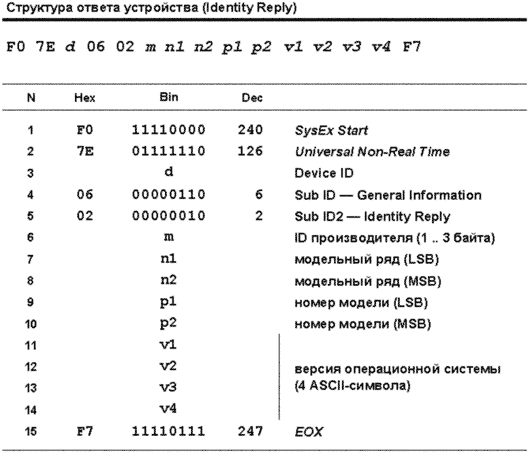 Структура ответа устройства (Identity Reply)
F0 7E d 06 02 m n1 n2 p1 p2 v1 v2 v3 v4 F7
N Hex Bin Dec
1 F0 11110000 240 SysEx Start
2 7E 01111110 126 Universal Non-Real Time
3 d Device ID
4 06 00000110 6 Sub ID — General Information
5 02 00000010 2 Sub ID2 — Identity Reply
6 m ID производителя (1 .. 3 байта)
7 n1 модельный ряд (LSB)
8 n2 модельный ряд (MSB)
9 p1 номер модели (LSB)
10 p2 номер модели (MSB)
11 v1
12 v2 версия операционной системы
13 v3 (4 ASCII-символа)
14 v4
15 F7 11110111 247 EOX